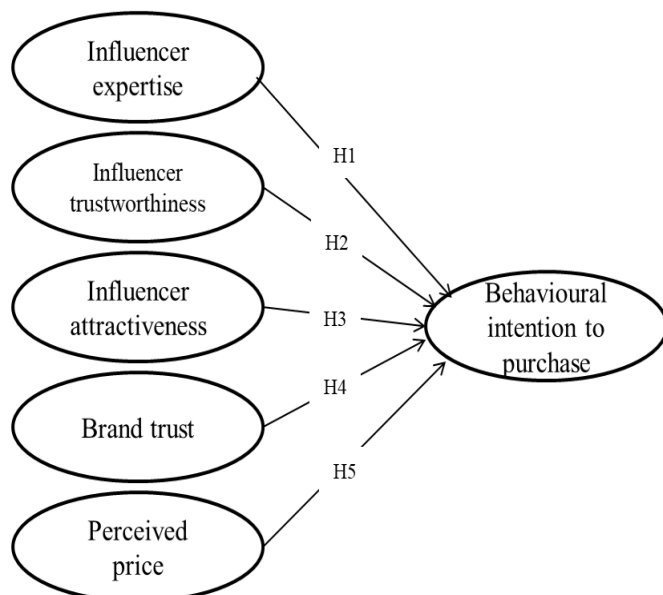 Influencer
expertise
H1
Influencer
trustworthiness
H2
Influencer
attractiveness
H3
Behavioural
intention to
purchase
H4
Brand trust
H5
Perceived
price